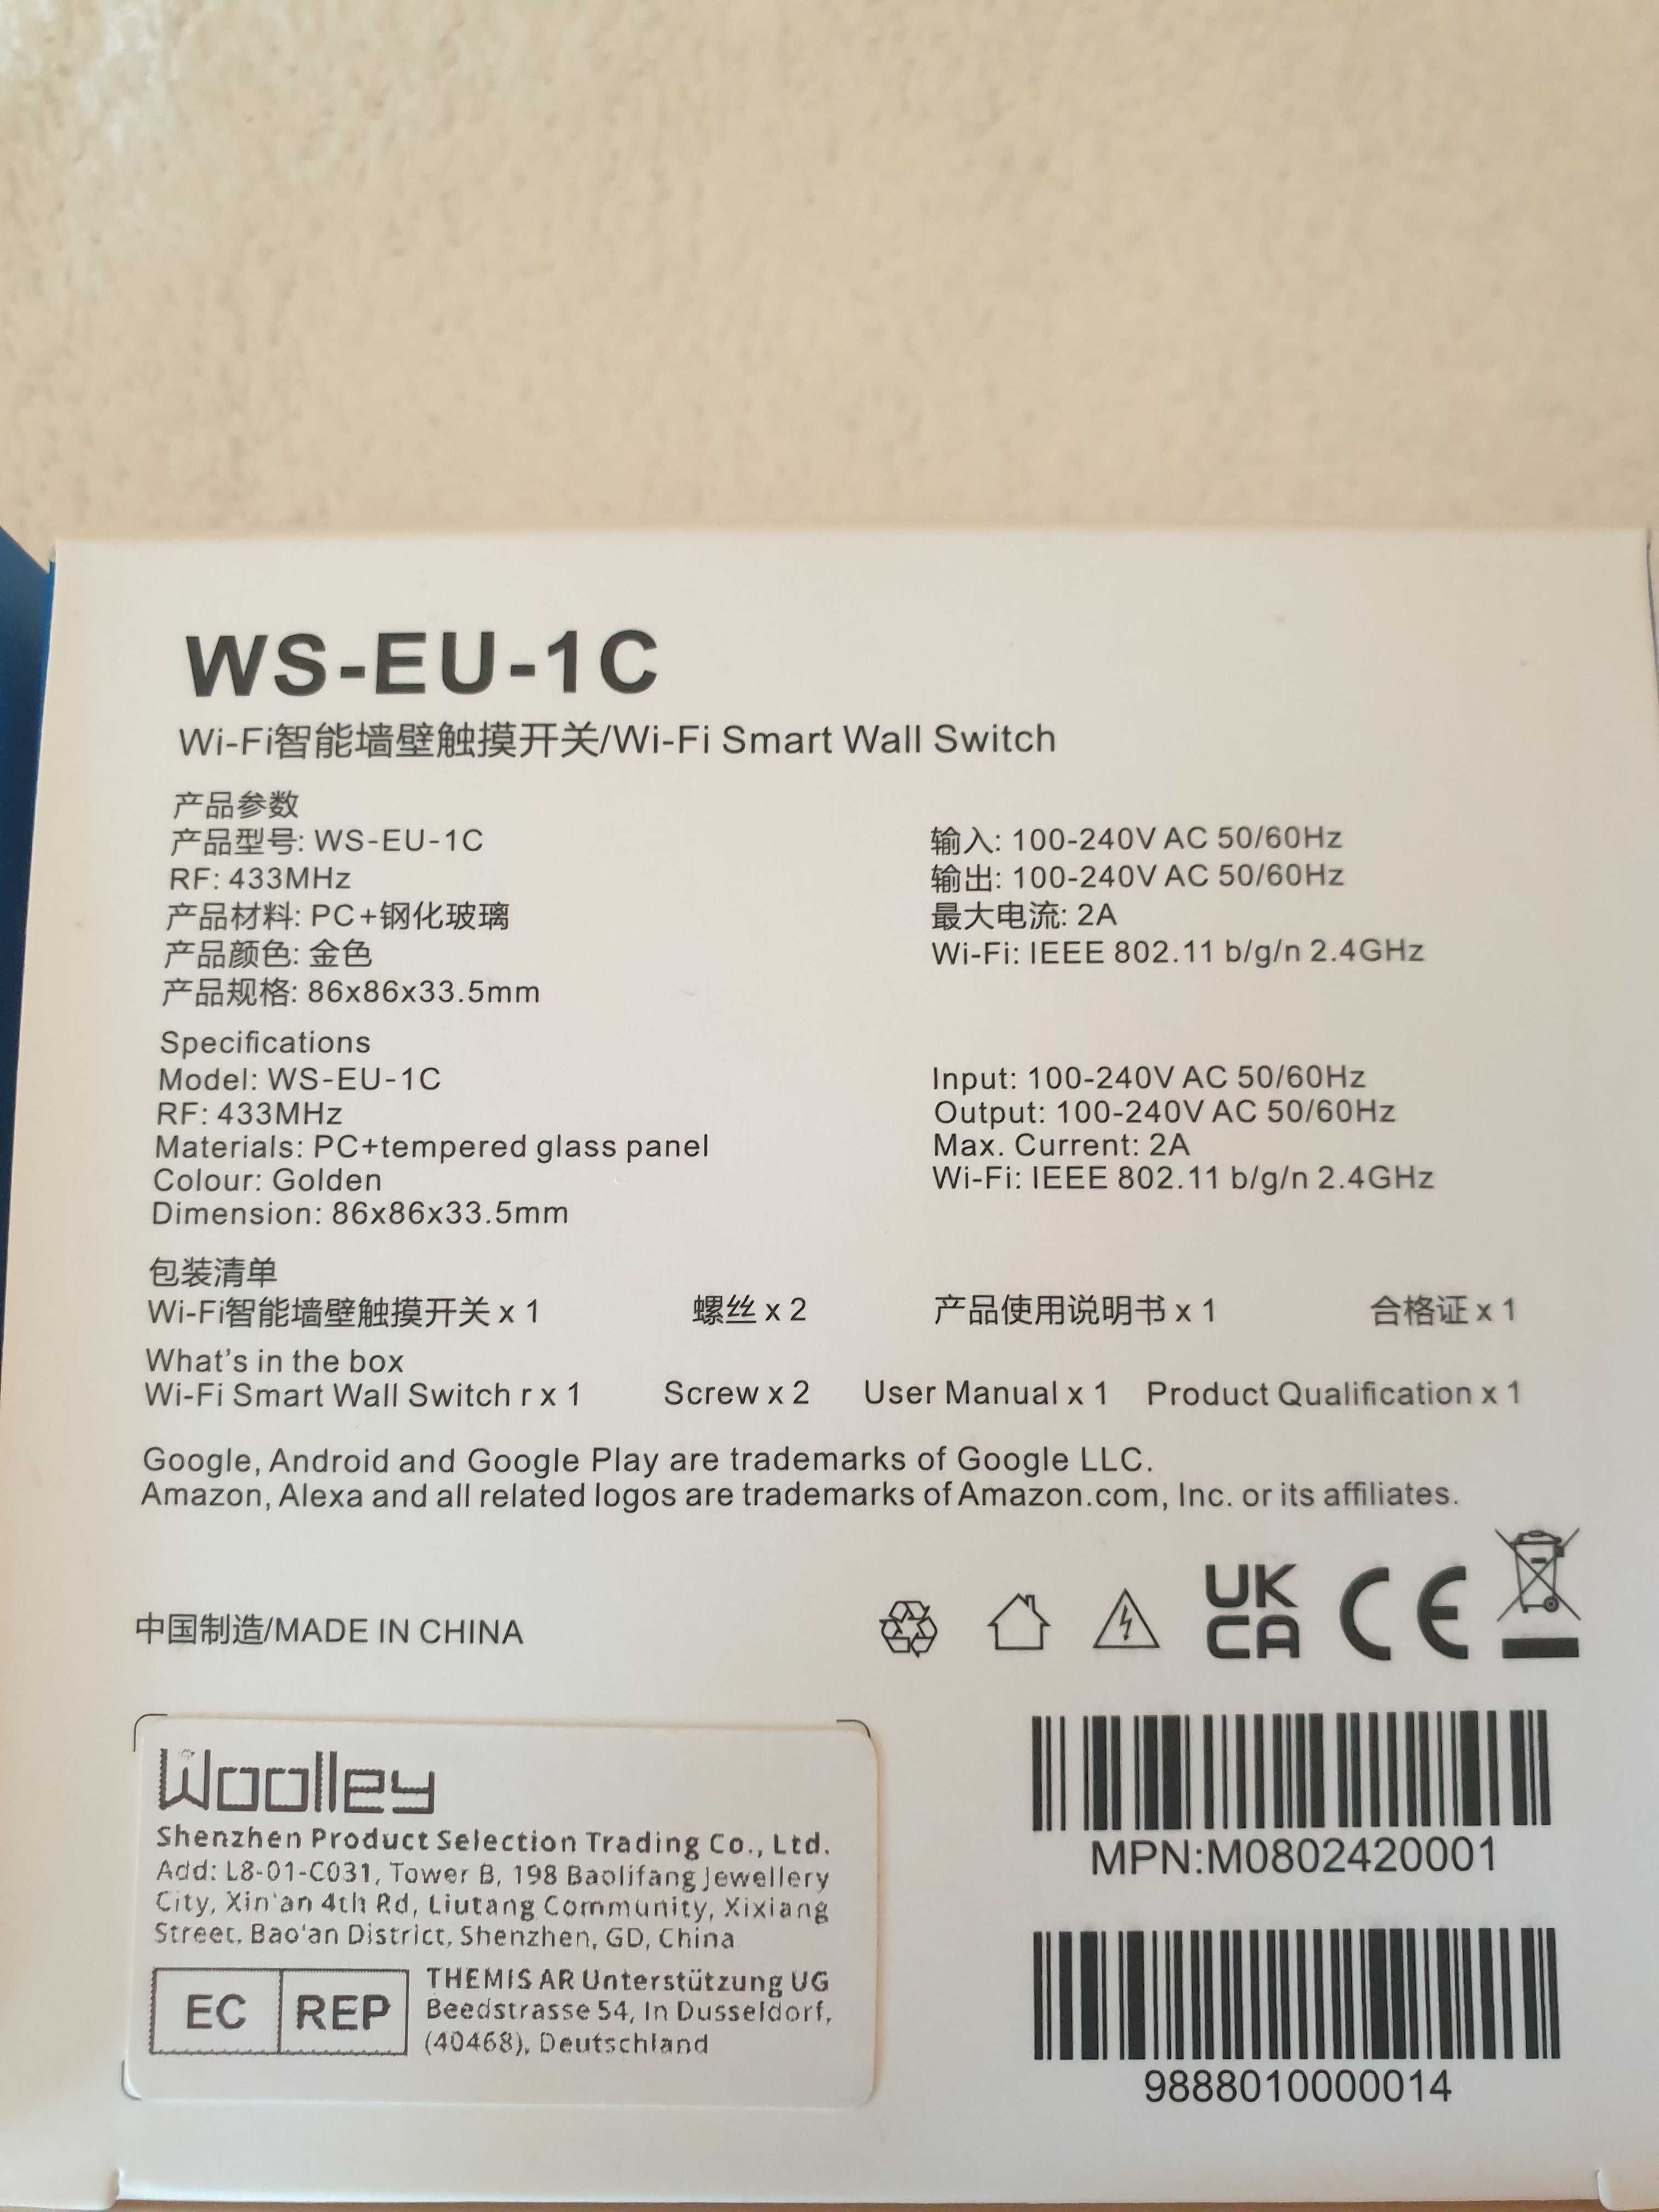 WS-EU-1C
Wi-Fi智能墙壁触摸开关/Wi-Fi Smart Wall Switch
产品参数
产品型号: WS-EU-1C
RF: 433MHz
产品材料: PC+钢化玻璃
产品颜色: 金色
产品规格: 86x86x33.5mm
输入: 100-240V AC 50/60Hz
输出: 100-240V AC 50/60Hz
最大电流: 2A
Wi-Fi: IEEE 802.11 b/g/n 2.4GHz
Specifications
Model: WS-EU-1C
RF: 433MHz
Materials: PC+tempered glass panel
Colour: Golden
Dimension: 86x86x33.5mm
Input: 100-240V AC 50/60Hz
Output: 100-240V AC 50/60Hz
Max. Current: 2A
Wi-Fi: IEEE 802.11 b/g/n 2.4GHz
包装清单
Wi-Fi智能墙壁触摸开关 x 1 螺丝 x 2 产品使用说明书 x 1 合格证 x 1
What's in the box
Wi-Fi Smart Wall Switch r x 1 Screw x 2 User Manual x 1 Product Qualification x 1
Google, Android and Google Play are trademarks of Google LLC.
Amazon, Alexa and all related logos are trademarks of Amazon.com, Inc. or its affiliates.
中国制造/MADE IN CHINA
UK
CA
CE
Woolley
Shenzhen Product Selection Trading Co., Ltd.
Add: L8-01-C031, Tower B, 198 Baolifang Jewellery
City, Xin'an 4th Rd, Liutang Community, Xixiang
Street, Bao'an District, Shenzhen, GD, China
EC REP
THEMIS AR Unterstützung UG
Beedstrasse 54, In Dusseldorf,
(40468), Deutschland
MPN:M0802420001
9888010000014